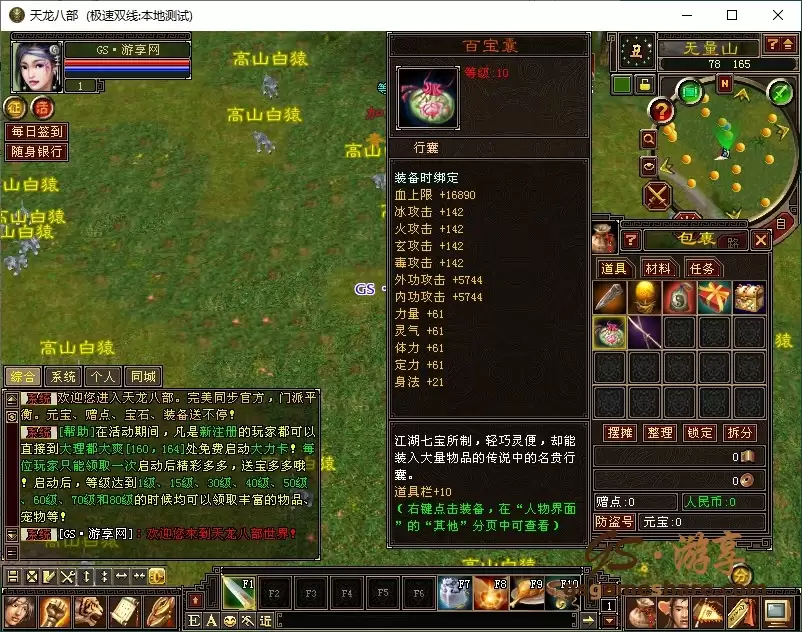 天龙八部 (极速双线:本地测试)
GS·游享网
1
征
活
每日签到
随身银行
高山白猿
高山白猿
高山
山白猿
高山白猿
山白猿
高山白猿
GS
猿
百宝囊
等级:10
行囊
装备时绑定
血上限 +16890
冰攻击 +142
火攻击 +142
玄攻击 +142
毒攻击 +142
外功攻击 +5744
内功攻击 +5744
力量 +61
灵气 +61
体力 +61
定力 +61
身法 +21
江湖七宝所制,轻巧灵便,却能
装入大量物品的传说中的名贵行
囊。
道具栏+10
(右键点击装备,在“人物界面
”的“其他”分页中可查看)
丑
无量山
78 165
N
包裹
道具
材料
任务
摆摊
整理
锁定
拆分
0
0
赠点:0
人民币:0
防盗号
元宝:0
综合
系统
个人
同城
欢迎您进入天龙八部。完美同步官方,门派平
衡。元宝、赠点、宝石、装备送不停!
[帮助]在活动期间,凡是新注册的玩家都可以
直接到大理都大爽[160, 164]处免费启动大力卡!每
位玩家只能领取一次启动后精彩多多,送宝多多哦
!启动后,等级达到1级、15级、30级、40级、50级
、60级、70级和80级的时候均可以领取丰富的物品、
宠物等!
[GS·游享网]:欢迎您来到天龙八部世界!
F1
F2
F3
F4
F5
F6
F7
F8
F9
F10
E A
近
1
分
GS·游享